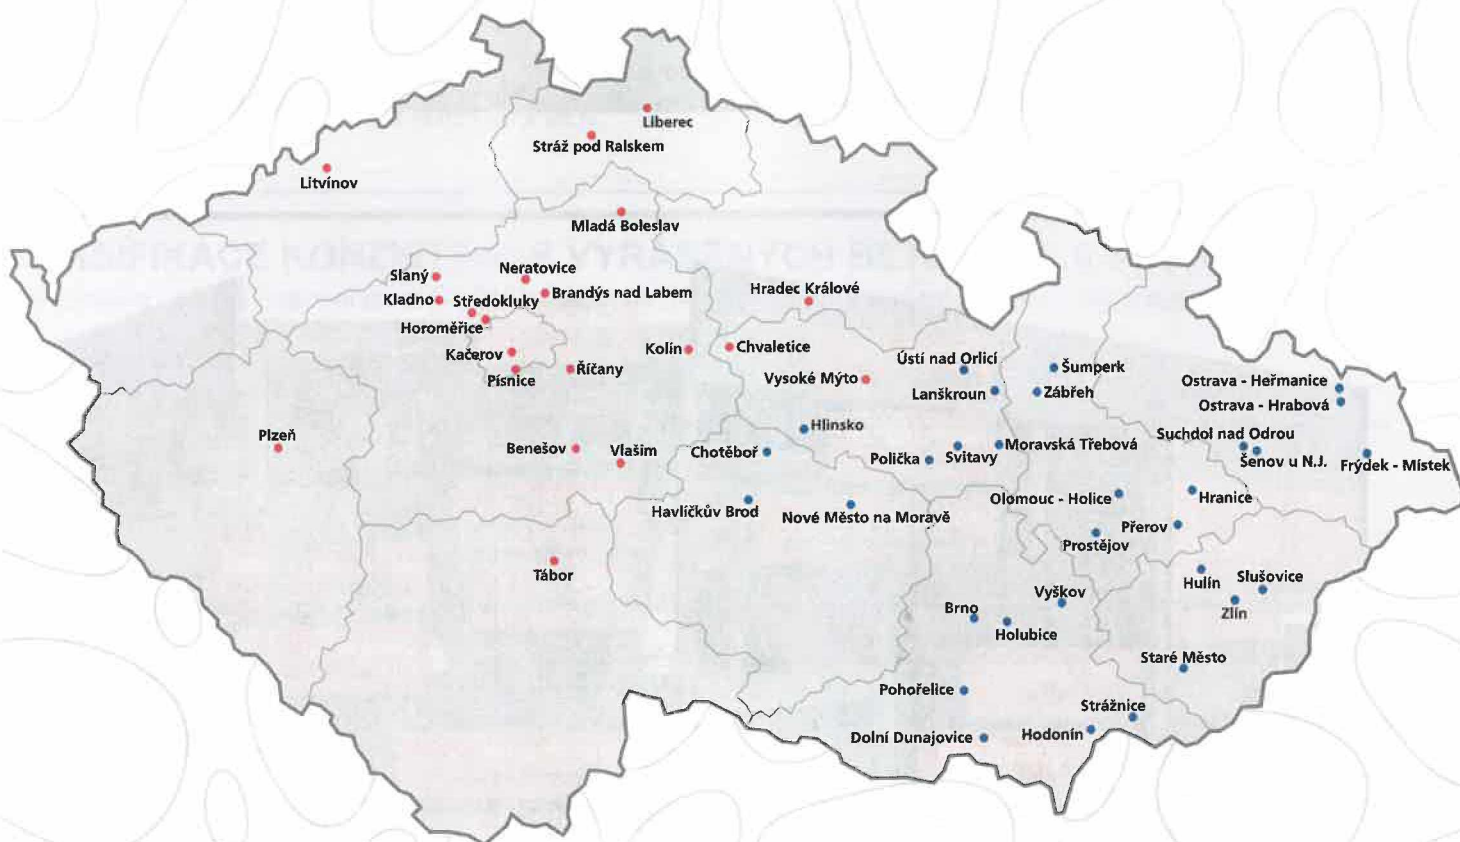 Liberec
Stráž pod Ralskem
Litvínov
Mladá Boleslav
Slaný
Neratovice
Kladno
Středokluky
Brandýs nad Labem
Hradec Králové
Horoměřice
Kačerov
Kolín
Chvaletice
Písnice
Říčany
Ústí nad Orlicí
Šumperk
Vysoké Mýto
Lanškroun
Zábřeh
Ostrava - Heřmanice
Ostrava - Hrabová
Hlinsko
Plzeň
Benešov
Vlašim
Chotěboř
Polička
Svitavy
Moravská Třebová
Suchdol nad Odrou
Šenov u N.J.
Frýdek - Místek
Havlíčkův Brod
Nové Město na Moravě
Olomouc - Holice
Hranice
Přerov
Prostějov
Tábor
Hulín
Slušovice
Vyškov
Brno
Zlín
Holubice
Staré Město
Pohořelice
Strážnice
Dolní Dunajovice
Hodonín